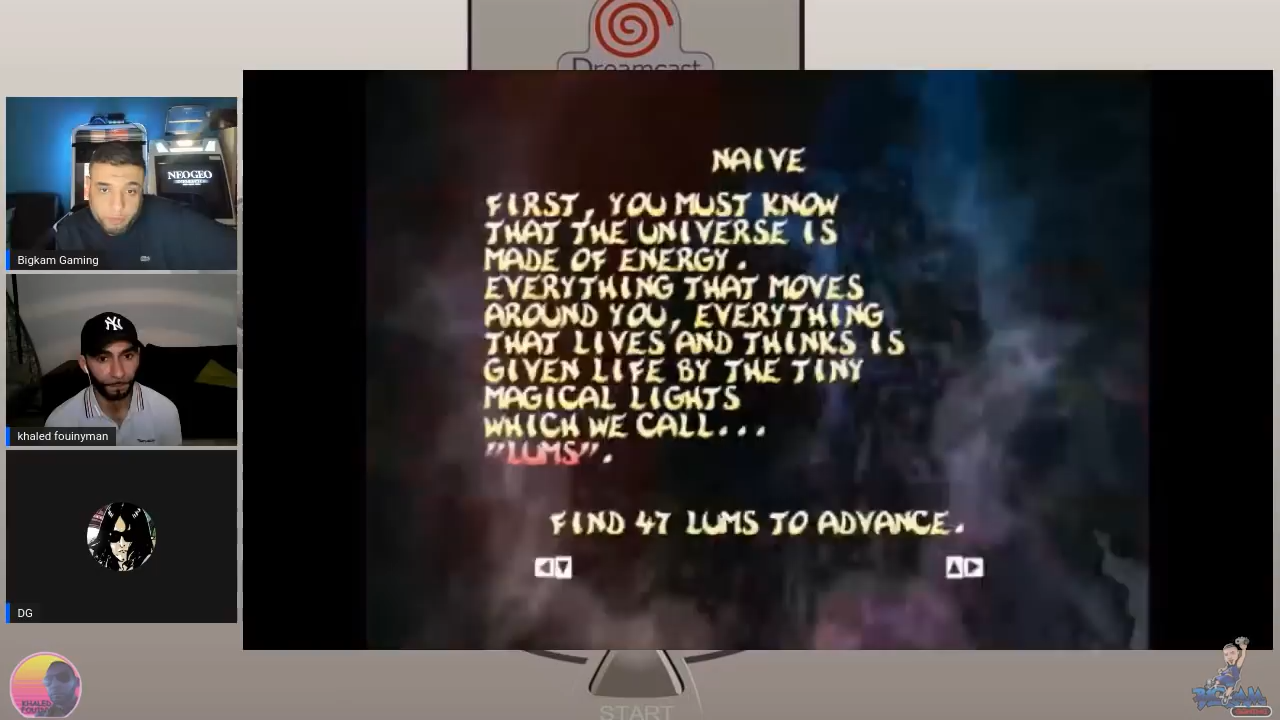 Dreamcast
NAIVE
FIRST, YOU MUST KNOW
THAT THE UNIVERSE IS
MADE OF ENERGY.
EVERYTHING THAT MOVES
AROUND YOU, EVERYTHING
THAT LIVES AND THINKS IS
GIVEN LIFE BY THE TINY
MAGICAL LIGHTS
WHICH WE CALL...
"LUMS".
FIND 47 LUMS TO ADVANCE.
NEOGEO
Bigkam Gaming
NY
khaled fouinyman
DG
START